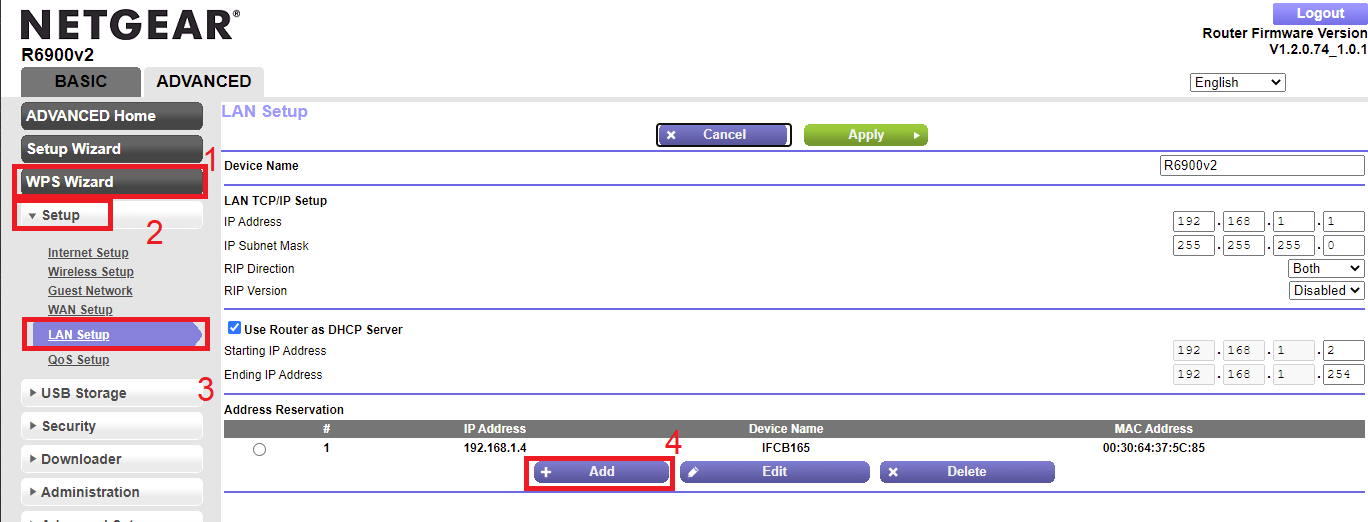 NETGEAR®
R6900v2
Logout
Router Firmware Version
V1.2.0.74_1.0.1
BASIC
ADVANCED
English
ADVANCED Home
Setup Wizard
1
WPS Wizard
Setup
2
Internet Setup
Wireless Setup
Guest Network
WAN Setup
LAN Setup
QoS Setup
3
USB Storage
Security
Downloader
Administration
LAN Setup
Cancel
Apply
Device Name R6900v2
LAN TCP/IP Setup
IP Address 192 . 168 . 1 . 1
IP Subnet Mask 255 . 255 . 255 . 0
RIP Direction Both
RIP Version Disabled
Use Router as DHCP Server
Starting IP Address 192 . 168 . 1 . 2
Ending IP Address 192 . 168 . 1 . 254
Address Reservation
# IP Address Device Name MAC Address
1 192.168.1.4 IFCB165 00:30:64:37:5C:85
4
Add Edit Delete